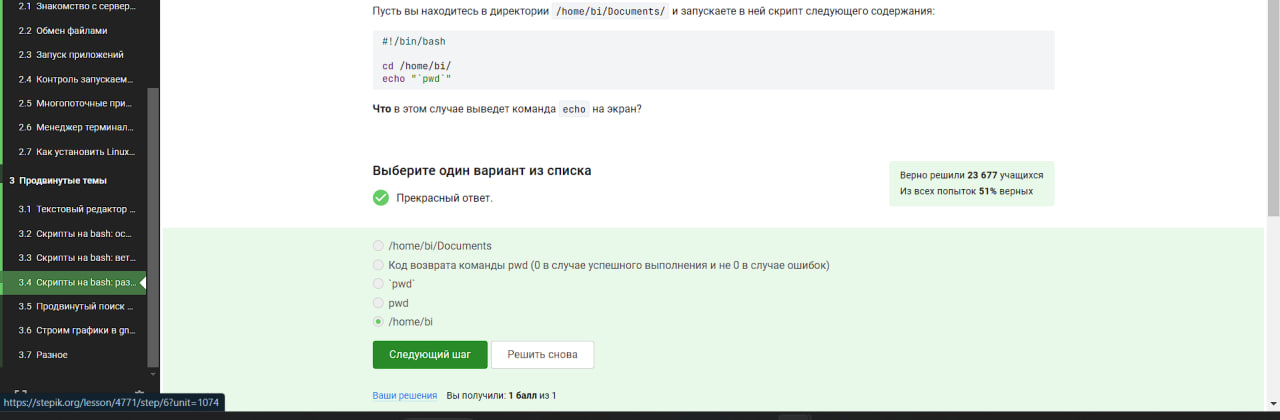 2.1 Знакомство с сервер...
2.2 Обмен файлами
2.3 Запуск приложений
2.4 Контроль запускаем...
2.5 Многопоточные при...
2.6 Менеджер терминал...
2.7 Как установить Linux...
3 Продвинутые темы
3.1 Текстовый редактор ...
3.2 Скрипты на bash: ос...
3.3 Скрипты на bash: вет...
3.4 Скрипты на bash: раз...
3.5 Продвинутый поиск ...
3.6 Строим графики в gn...
3.7 Разное
https://stepik.org/lesson/4771/step/6?unit=1074
Пусть вы находитесь в директории /home/bi/Documents/ и запускаете в ней скрипт следующего содержания:
#!/bin/bash
cd /home/bi/
echo "`pwd`"
Что в этом случае выведет команда echo на экран?
Выберите один вариант из списка
Прекрасный ответ.
Верно решили 23 677 учащихся
Из всех попыток 51% верных
/home/bi/Documents
Код возврата команды pwd (0 в случае успешного выполнения и не 0 в случае ошибок)
`pwd`
pwd
/home/bi
Следующий шаг
Решить снова
Ваши решения Вы получили: 1 балл из 1